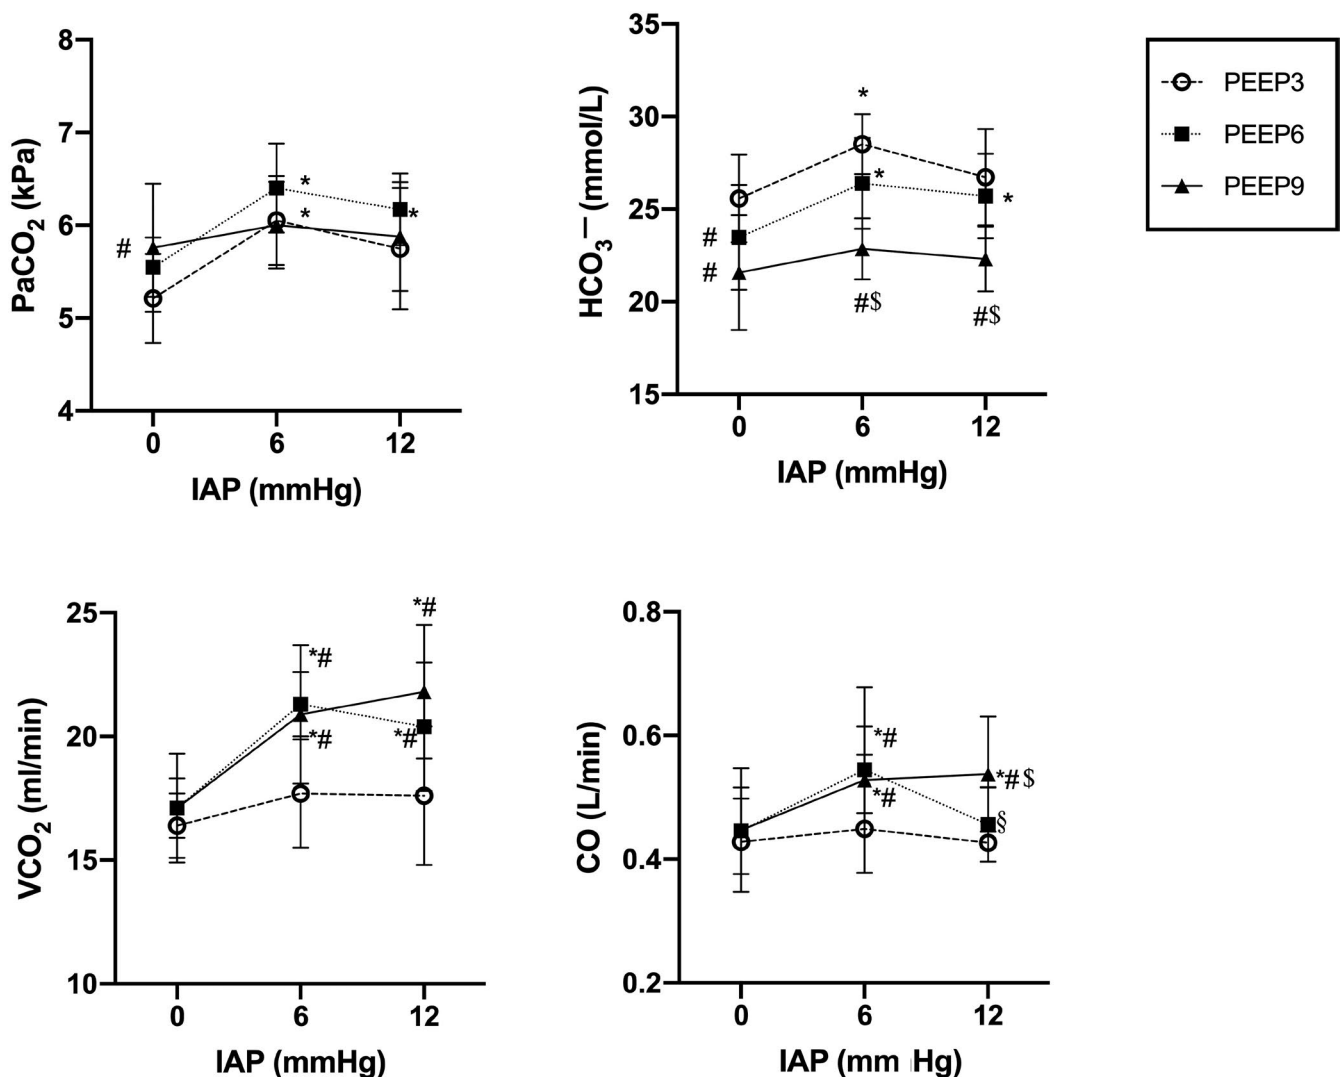 8
7
6
5
4
PaCO2 (kPa)
#
*
*
*
0 6 12
IAP (mmHg)
35
30
25
20
15
HCO3— (mmol/L)
*
*
*
#
#
#$
#$
0 6 12
IAP (mmHg)
PEEP3
PEEP6
PEEP9
25
20
15
10
VCO2 (ml/min)
*#
*#
*#
*#
0 6 12
IAP (mmHg)
0.8
0.6
0.4
0.2
CO (L/min)
*#
*#
*# $
§
0 6 12
IAP (mm Hg)